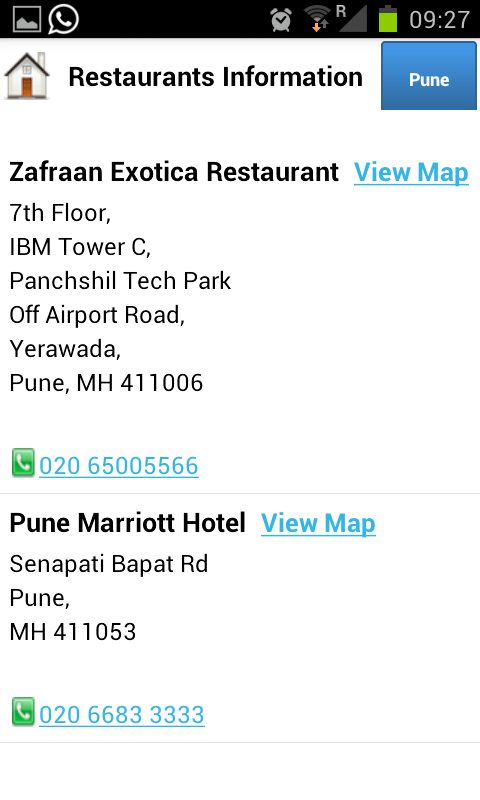 R 09:27
Restaurants Information Pune
Zafraan Exotica Restaurant View Map
7th Floor,
IBM Tower C,
Panchshil Tech Park
Off Airport Road,
Yerawada,
Pune, MH 411006
020 65005566
Pune Marriott Hotel View Map
Senapati Bapat Rd
Pune,
MH 411053
020 6683 3333